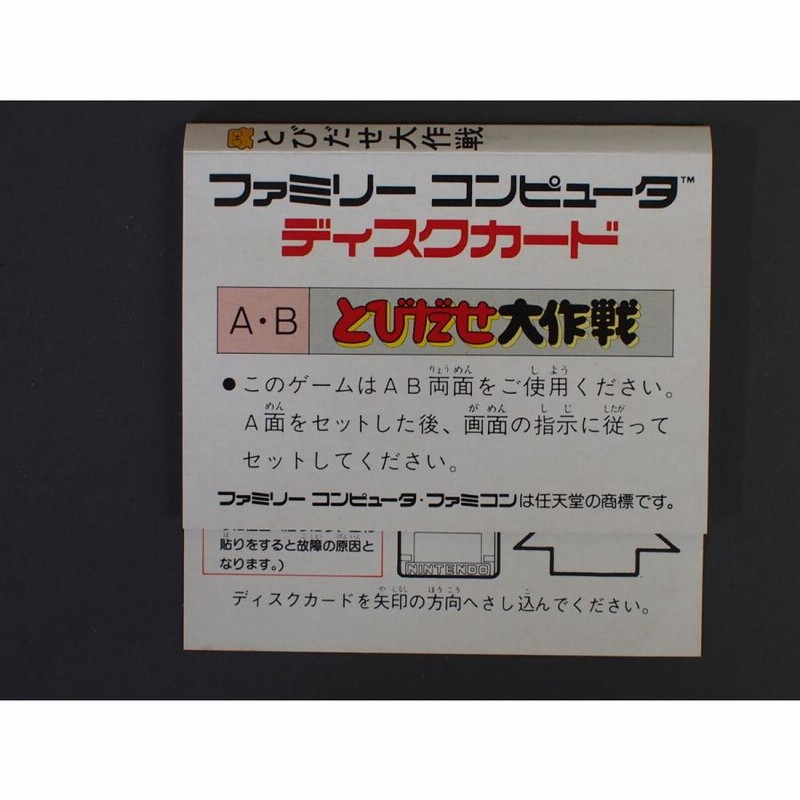 とびだせ大作戦
ファミリー コンピュータ™
ディスクカード
A・B とびだせ大作戦
●このゲームはAB両面をご使用ください。
A面をセットした後、画面の指示に従って
セットしてください。
ファミリー コンピュータ・ファミコンは任天堂の商標です。
貼りをすると故障の原因と
なります。)
NINTENDO
ディスクカードを矢印の方向へさし込んでください。